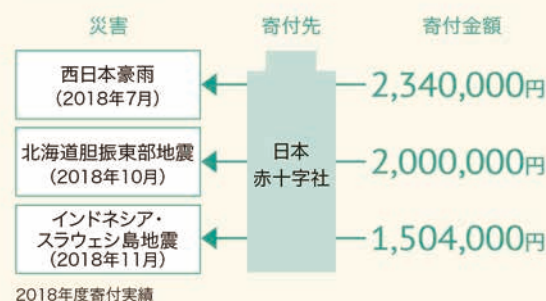 災害
寄付先
寄付金額
西日本豪雨
(2018年7月)
2,340,000円
北海道胆振東部地震
(2018年10月)
日本
赤十字社
2,000,000円
インドネシア・
スラウェシ島地震
(2018年11月)
1,504,000円
2018年度寄付実績